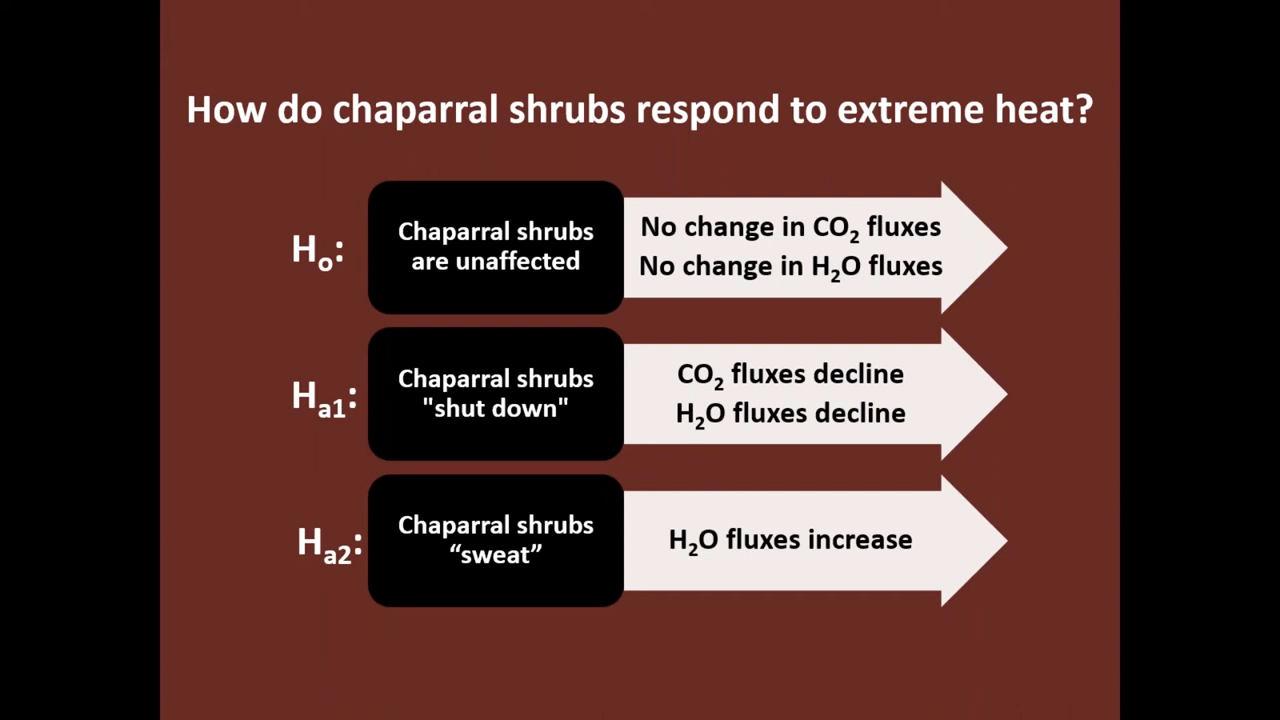 How do chaparral shrubs respond to extreme heat?
Hₒ:
Chaparral shrubs
are unaffected
No change in CO₂ fluxes
No change in H₂O fluxes
Hₐ₁:
Chaparral shrubs
"shut down"
CO₂ fluxes decline
H₂O fluxes decline
Hₐ₂:
Chaparral shrubs
“sweat”
H₂O fluxes increase